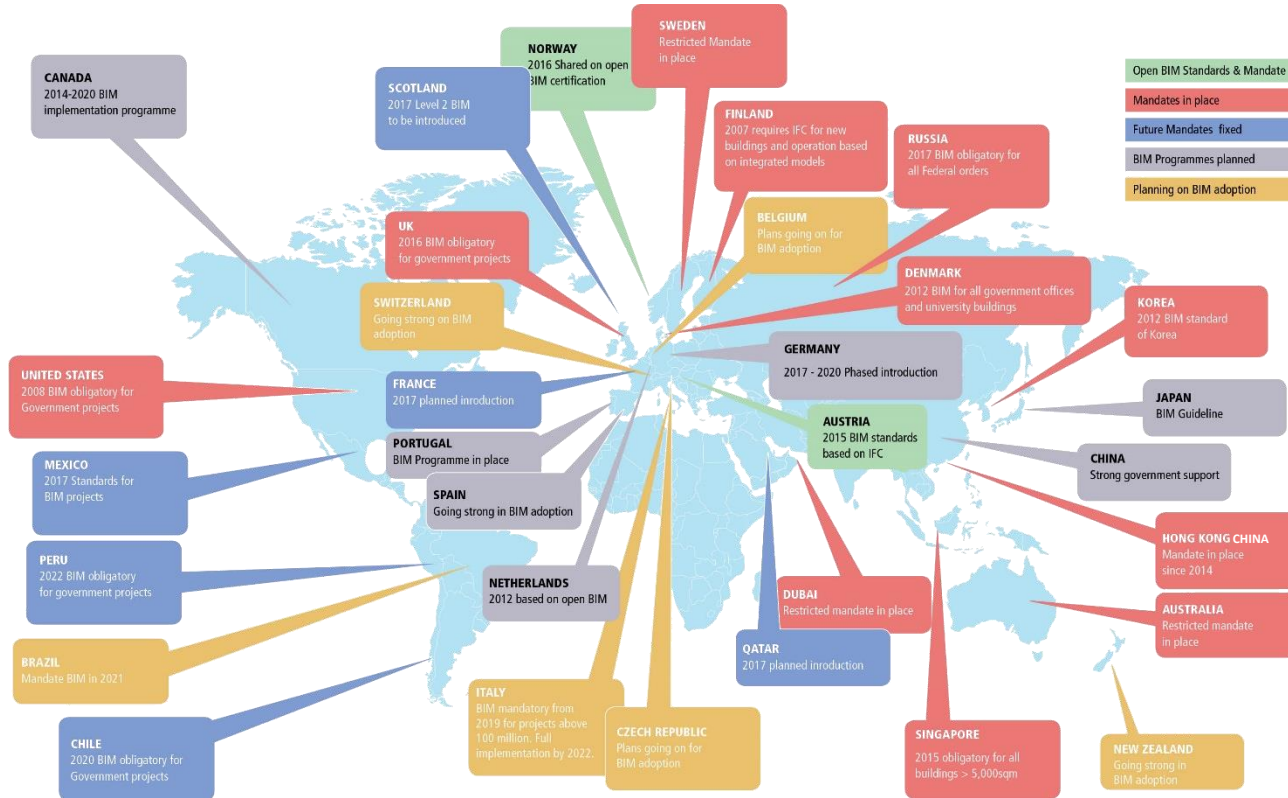 SWEDEN
Restricted Mandate
in place
NORWAY
2016 Shared on open
BIM certification
CANADA
2014-2020 BIM
implementation programme
SCOTLAND
2017 Level 2 BIM
to be introduced
Open BIM Standards & Mandate
Mandates in place
Future Mandates fixed
BIM Programmes planned
Planning on BIM adoption
FINLAND
2007 requires IFC for new
buildings and operation based
on integrated models
RUSSIA
2017 BIM obligatory for
all Federal orders
UK
2016 BIM obligatory
for government projects
BELGIUM
Plans going on for
BIM adoption
DENMARK
2012 BIM for all government offices
and university buildings
SWITZERLAND
Going strong on BIM
adoption
KOREA
2012 BIM standard
of Korea
GERMANY
2017 - 2020 Phased introduction
UNITED STATES
2008 BIM obligatory for
Government projects
FRANCE
2017 planned inroduction
JAPAN
BIM Guideline
AUSTRIA
2015 BIM standards
based on IFC
PORTUGAL
BIM Programme in place
MEXICO
2017 Standards for
BIM projects
CHINA
Strong government support
SPAIN
Going strong in BIM adoption
HONG KONG CHINA
Mandate in place
since 2014
PERU
2022 BIM obligatory
for government projects
NETHERLANDS
2012 based on open BIM
DUBAI
Restricted mandate in place
AUSTRALIA
Restricted mandate
in place
QATAR
2017 planned inroduction
BRAZIL
Mandate BIM in 2021
ITALY
BIM mandatory from
2019 for projects above
100 million. Full
implementation by 2022.
CZECH REPUBLIC
Plans going on for
BIM adoption
SINGAPORE
2015 obligatory for all
buildings > 5,000sqm
CHILE
2020 BIM obligatory for
Government projects
NEW ZEALAND
Going strong in
BIM adoption